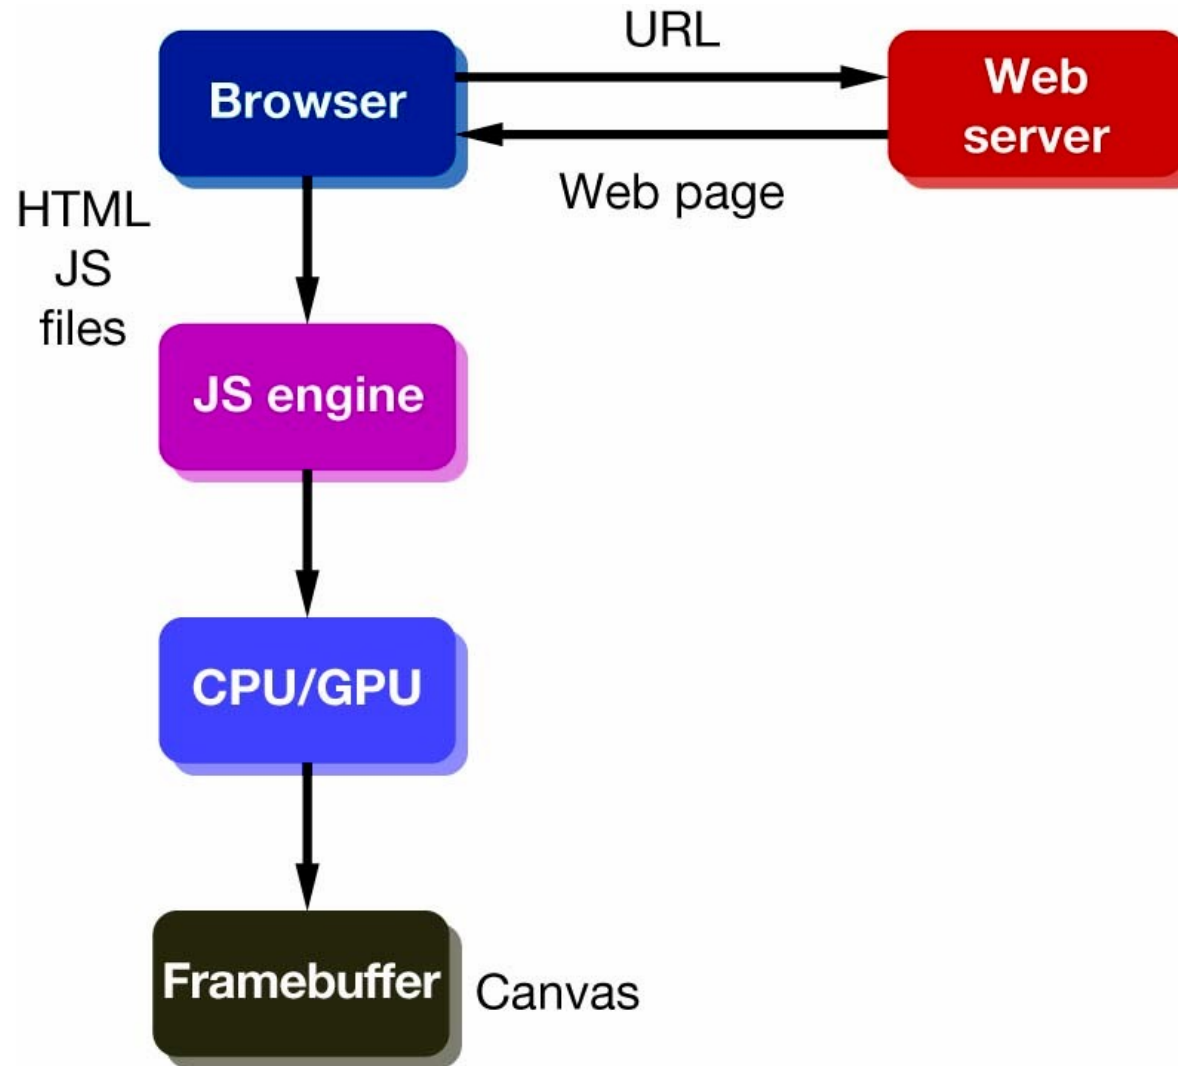 URL
Browser
Web
server
Web page
HTML
JS
files
JS engine
CPU/GPU
Framebuffer
Canvas